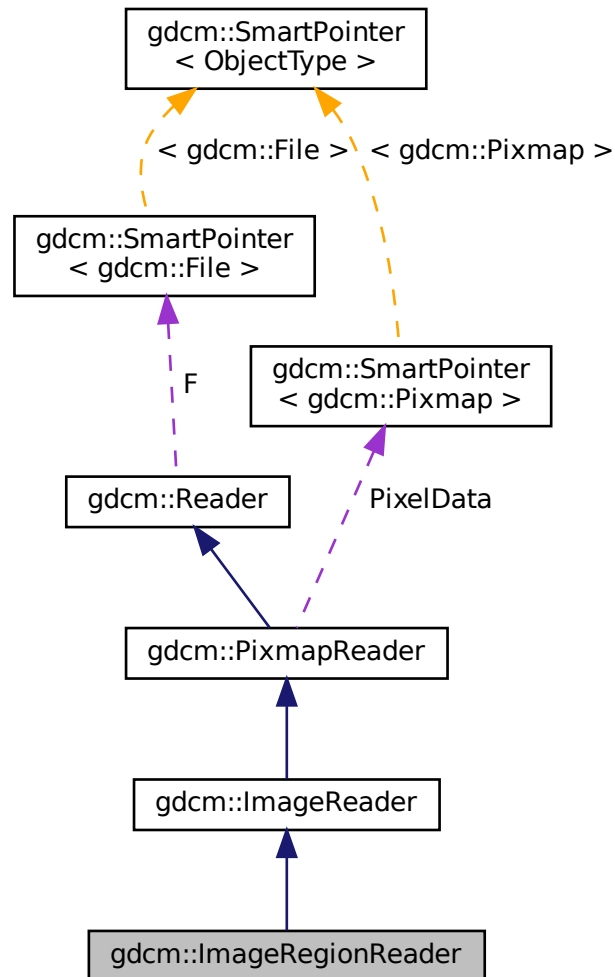 gdcm::SmartPointer
< ObjectType >
< gdcm::File >
< gdcm::Pixmap >
gdcm::SmartPointer
< gdcm::File >
gdcm::SmartPointer
< gdcm::Pixmap >
F
gdcm::Reader
PixelData
gdcm::PixmapReader
gdcm::ImageReader
gdcm::ImageRegionReader